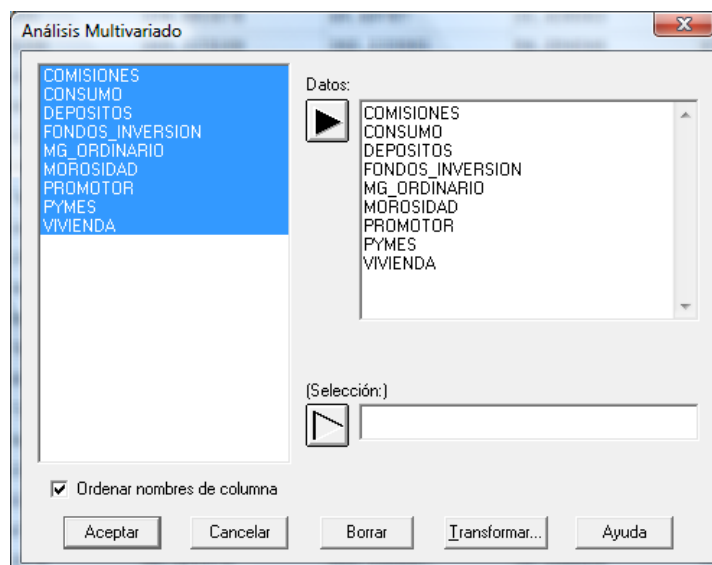 Análisis Multivariado
COMISIONES
CONSUMO
DEPOSITOS
FONDOS_INVERSION
MG_ORDINARIO
MOROSIDAD
PROMOTOR
PYMES
VIVIENDA
Datos:
COMISIONES
CONSUMO
DEPOSITOS
FONDOS_INVERSION
MG_ORDINARIO
MOROSIDAD
PROMOTOR
PYMES
VIVIENDA
(Selección:)
Ordenar nombres de columna
Aceptar
Cancelar
Borrar
Transformar...
Ayuda